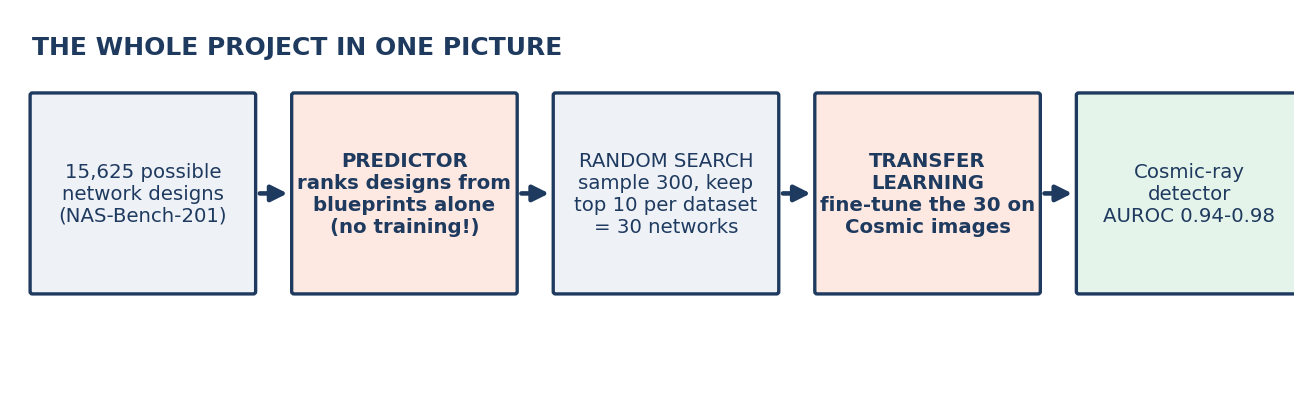 THE WHOLE PROJECT IN ONE PICTURE
15,625 possible
network designs
(NAS-Bench-201)
PREDICTOR
ranks designs from
blueprints alone
(no training!)
RANDOM SEARCH
sample 300, keep
top 10 per dataset
= 30 networks
TRANSFER
LEARNING
fine-tune the 30 on
Cosmic images
Cosmic-ray
detector
AUROC 0.94-0.98